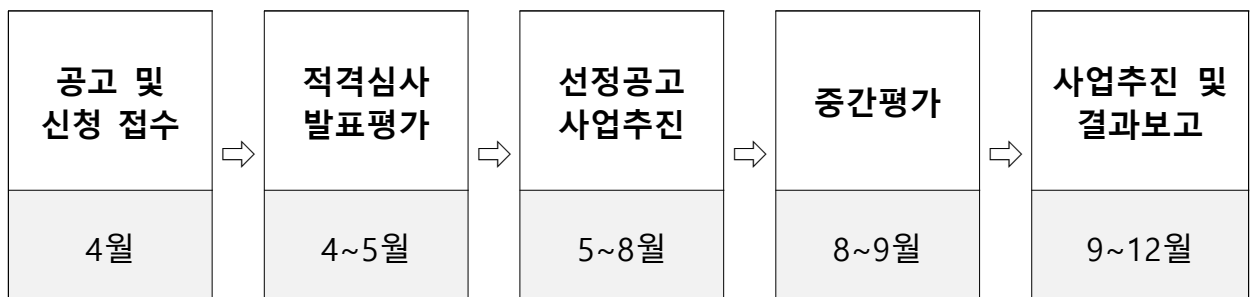 공고 및
신청 접수
⇨
적격심사
발표평가
⇨
선정공고
사업추진
⇨
중간평가
⇨
사업추진 및
결과보고
4월
4~5월
5~8월
8~9월
9~12월